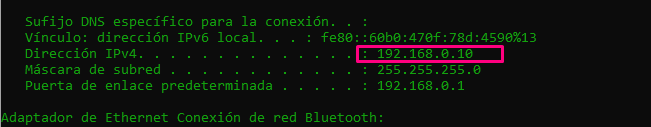 Sufijo DNS específico para la conexión. . :
Vínculo: dirección IPv6 local. . . : fe80::60b0:470f:78d:4590%13
Dirección IPv4. . . . . . . . . . . . . . : 192.168.0.10
Máscara de subred . . . . . . . . . . . . : 255.255.255.0
Puerta de enlace predeterminada . . . . . : 192.168.0.1
Adaptador de Ethernet Conexión de red Bluetooth: